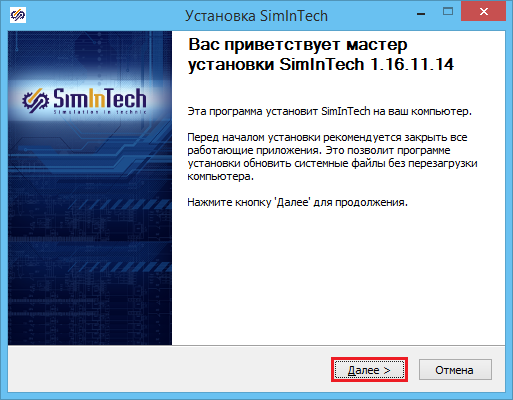 Установка SimInTech
Вас приветствует мастер
установки SimInTech 1.16.11.14
SimInTech
Simulation in technic
Эта программа установит SimInTech на ваш компьютер.
Перед началом установки рекомендуется закрыть все
работающие приложения. Это позволит программе
установки обновить системные файлы без перезагрузки
компьютера.
Нажмите кнопку 'Далее' для продолжения.
Далее >
Отмена